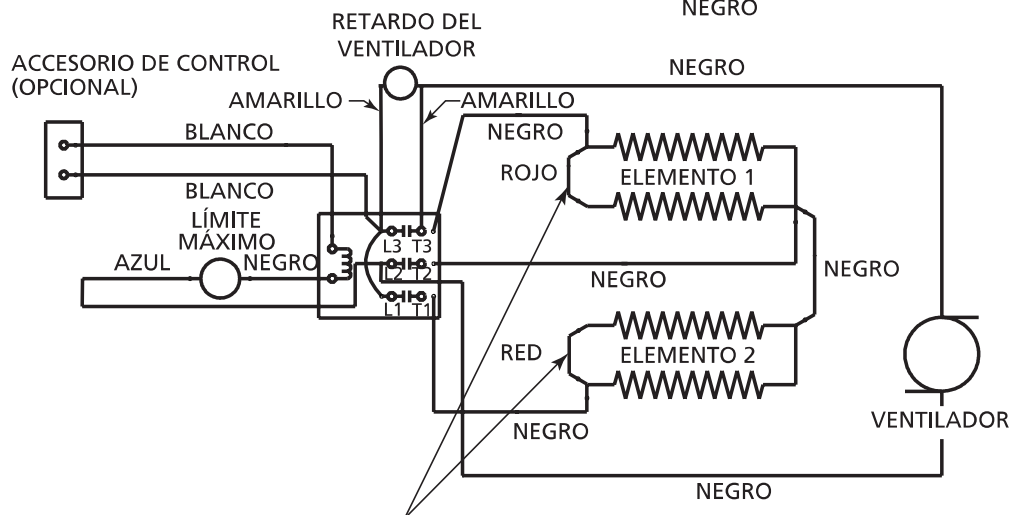 NEGRO
RETARDO DEL
VENTILADOR
ACCESORIO DE CONTROL
(OPCIONAL)
NEGRO
AMARILLO
AMARILLO
BLANCO
NEGRO
ROJO
ELEMENTO 1
BLANCO
LÍMITE
MÁXIMO
L3 T3
AZUL
NEGRO
L2 T2
NEGRO
NEGRO
L1 T1
RED
ELEMENTO 2
VENTILADOR
NEGRO
NEGRO